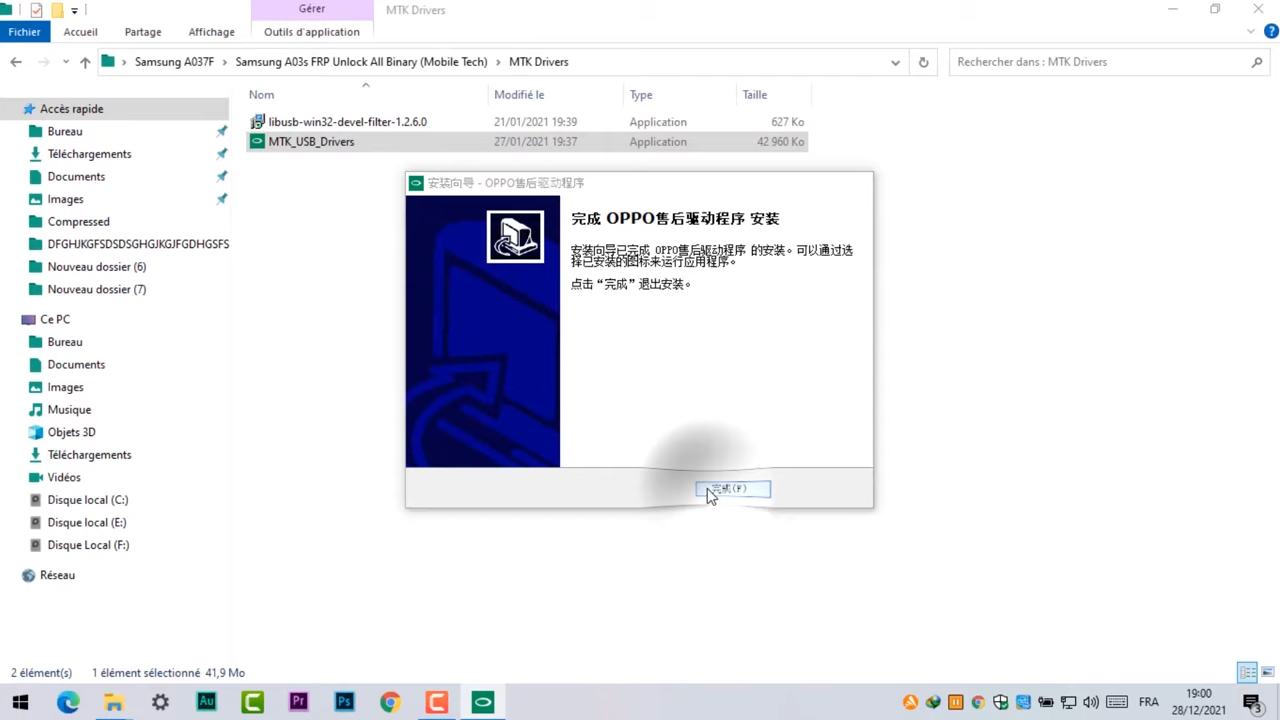 Gérer
MTK Drivers
Fichier
Accueil
Partage
Affichage
Outils d'application
Samsung A037F
Samsung A03s FRP Unlock All Binary (Mobile Tech)
MTK Drivers
Rechercher dans : MTK Drivers
Nom
Modifié le
Type
Taille
libusb-win32-devel-filter-1.2.6.0
21/01/2021 19:39
Application
627 Ko
MTK_USB_Drivers
27/01/2021 19:37
Application
42 960 Ko
Accès rapide
Bureau
Téléchargements
Documents
Images
Compressed
DFGHJKGFSDSDSGHGJKGJFGDHGSFS
Nouveau dossier (6)
Nouveau dossier (7)
Ce PC
Bureau
Documents
Images
Musique
Objets 3D
Téléchargements
Vidéos
Disque local (C:)
Disque local (E:)
Disque Local (F:)
Réseau
安装向导 - OPPO售后驱动程序
完成 OPPO售后驱动程序 安装
安装向导已完成 OPPO售后驱动程序 的安装。可以通过选
择已安装的图标来运行应用程序。
点击“完成”退出安装。
完成(F)
2 élément(s)
1 élément sélectionné 41,9 Mo
Au
Pr
Ps
FRA
19:00
28/12/2021
3